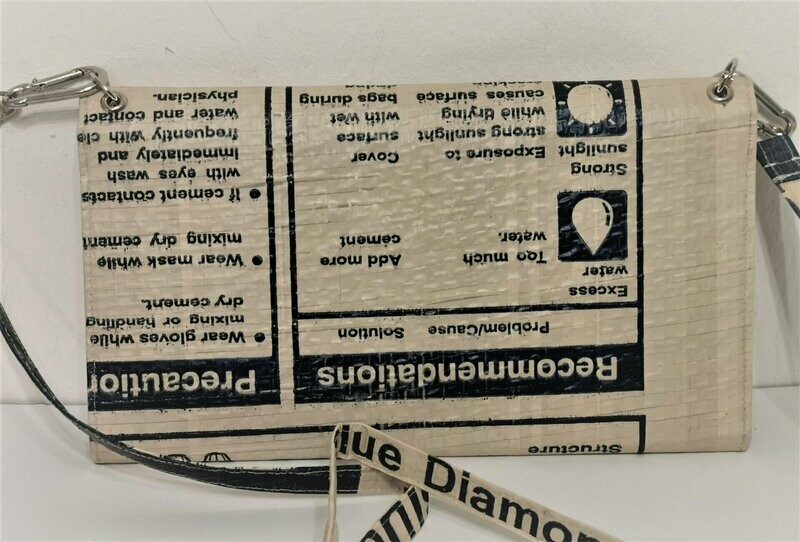 Structure
Recommendations
Problem/Cause Solution
Excess
water
Too much
water.
Add more
cement
Strong
sunlight
Exposure to
strong sunlight
while drying
causes surface
Cover
surface
with Wet
bags during
Precaution
• Wear gloves while
mixing or handling
dry cement.
• Wear mask while
mixing dry cement
• If cement contacts
with eyes wash
Immediately and
frequently with cle
water and contact
physician.
lue Diamon